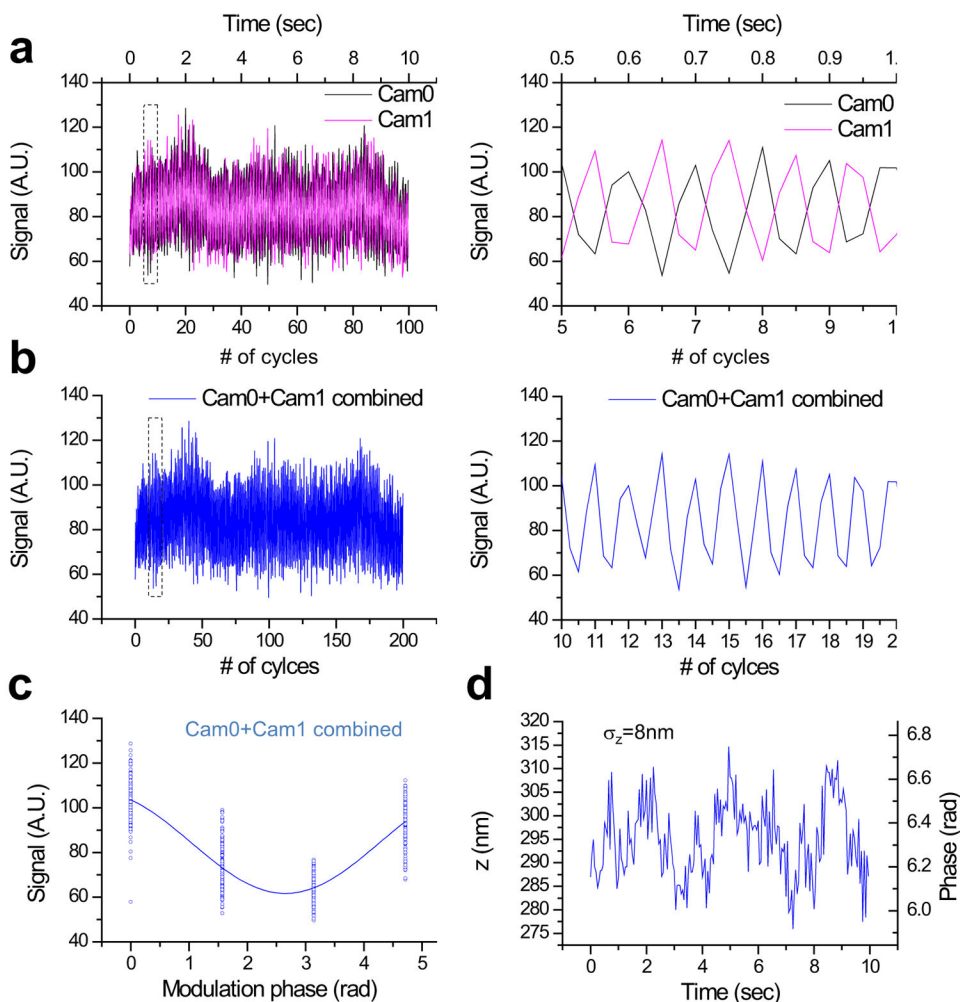 a
Time (sec)
0 2 4 6 8 10
140
120
100
80
60
40
Signal (A.U.)
Cam0
Cam1
0 20 40 60 80 100
# of cycles
Time (sec)
0.5 0.6 0.7 0.8 0.9 1.
140
120
100
80
60
40
Signal (A.U.)
Cam0
Cam1
5 6 7 8 9 1
# of cycles
b
Cam0+Cam1 combined
140
120
100
80
60
40
Signal (A.U.)
0 50 100 150 200
# of cylces
Cam0+Cam1 combined
140
120
100
80
60
40
Signal (A.U.)
10 11 12 13 14 15 16 17 18 19 2
# of cylces
c
Cam0+Cam1 combined
140
120
100
80
60
40
Signal (A.U.)
0 1 2 3 4 5
Modulation phase (rad)
d
σz=8nm
320
315
310
305
300
295
290
285
280
275
z (nm)
6.8
6.6
6.4
6.2
6.0
Phase (rad)
0 2 4 6 8 10
Time (sec)